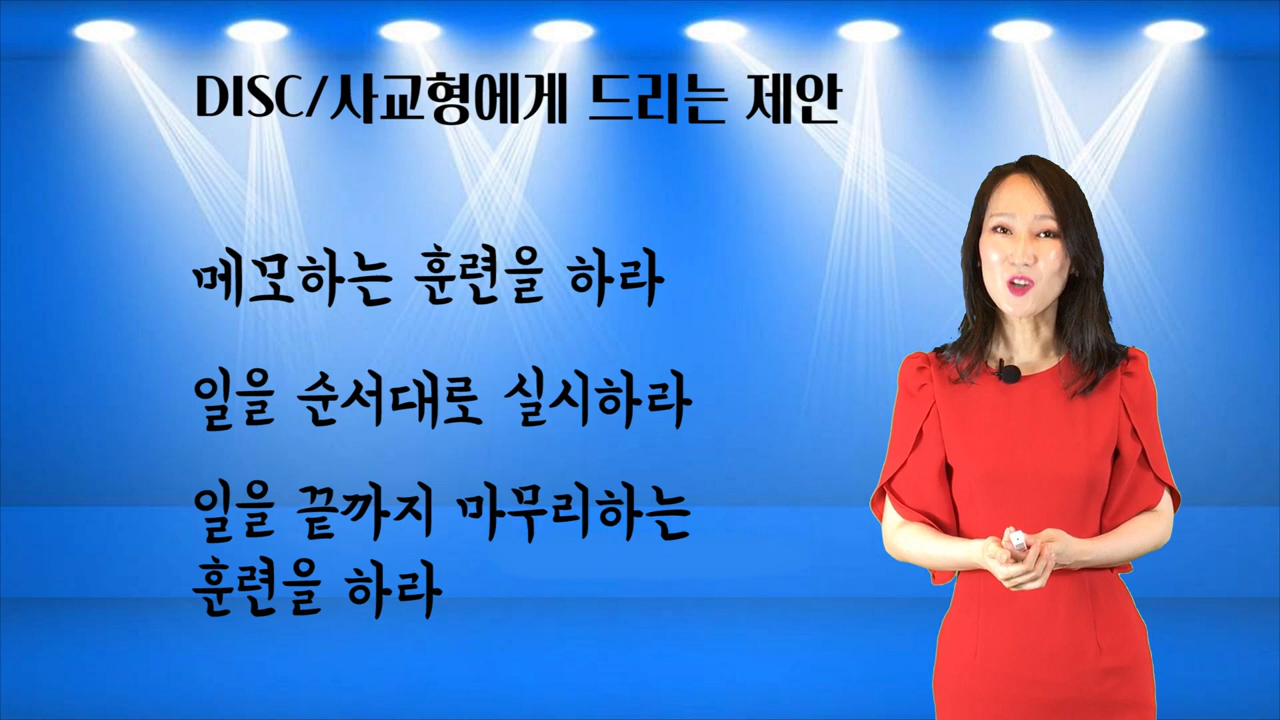 DISC/사교형에게 드리는 제안
메모하는 훈련을 하라
일을 순서대로 실시하라
일을 끝까지 마무리하는
훈련을 하라